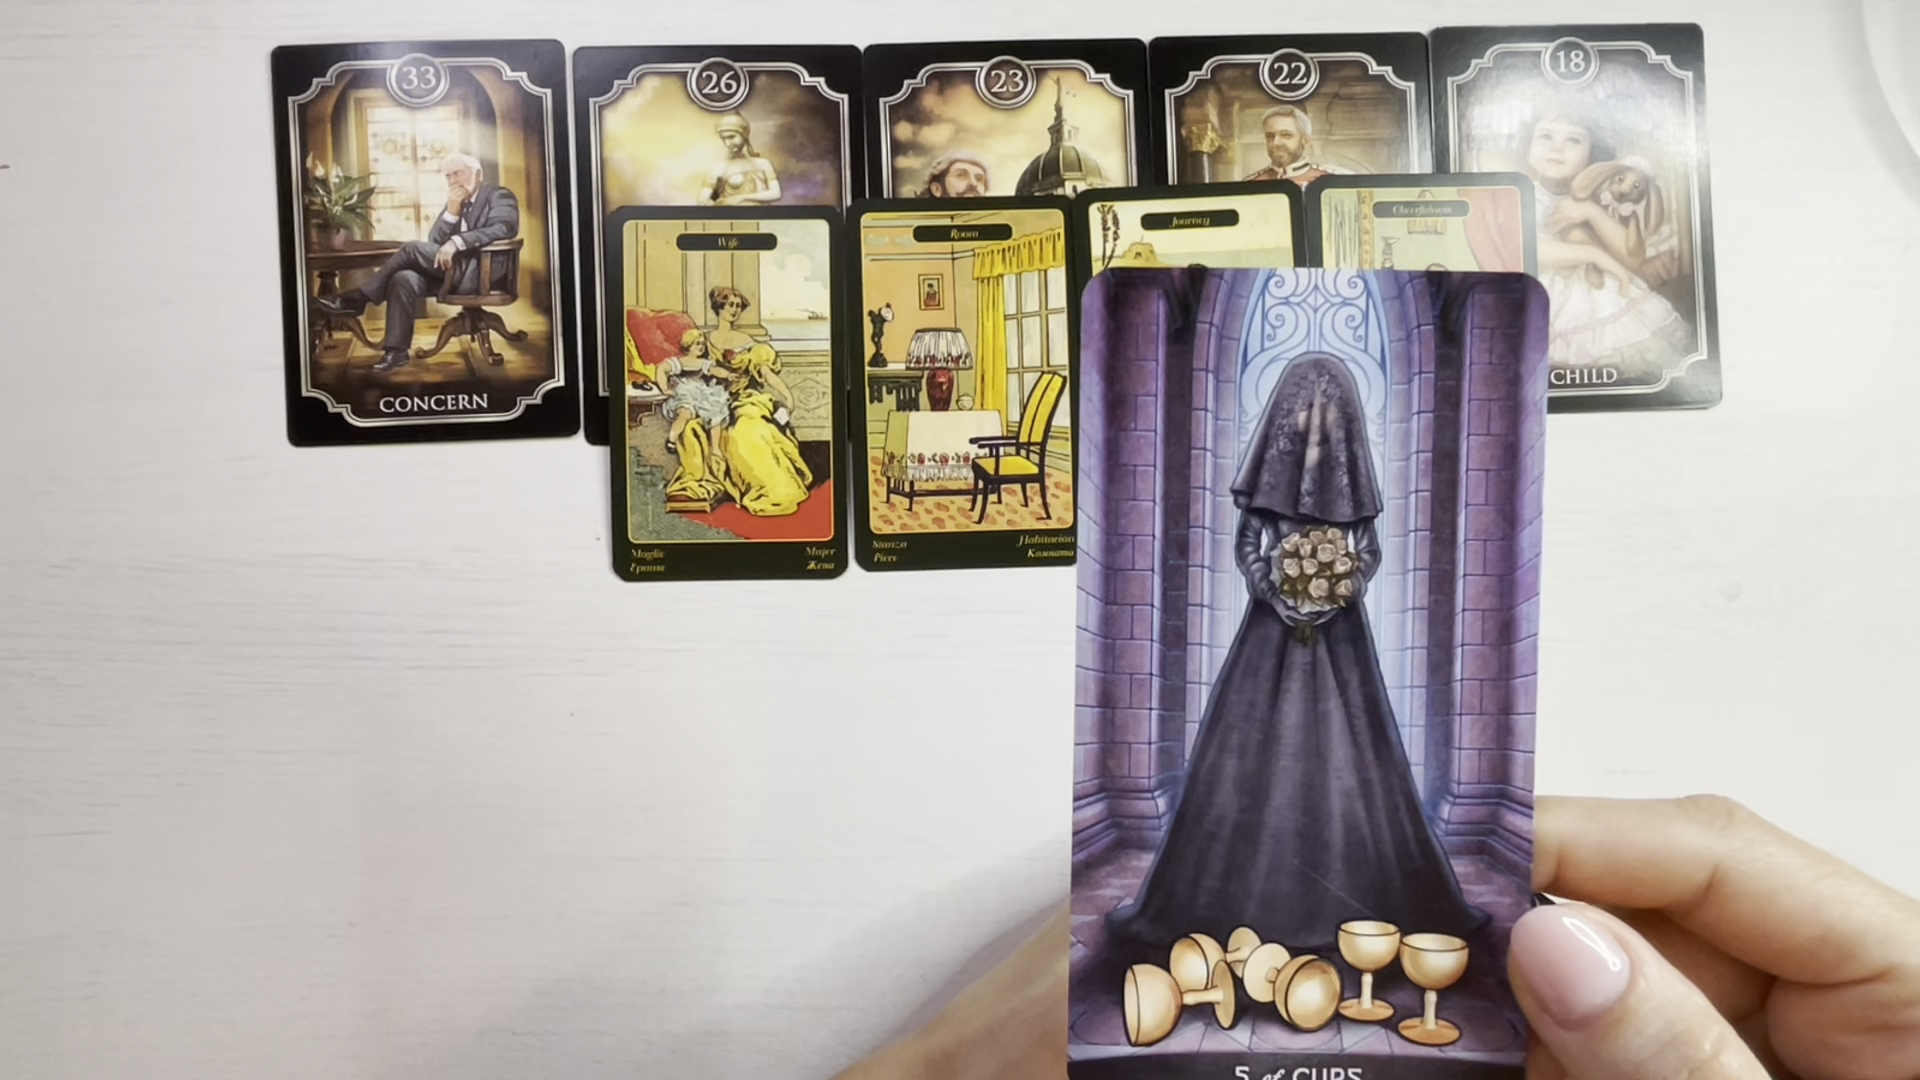 33
26
23
22
18
CONCERN
CHILD
Wife
Room
Journey
Cheerfulness
Moglie
Mujer
Épouse
Жена
Stanza
Habitación
Pièce
Комната
5 of CUPS